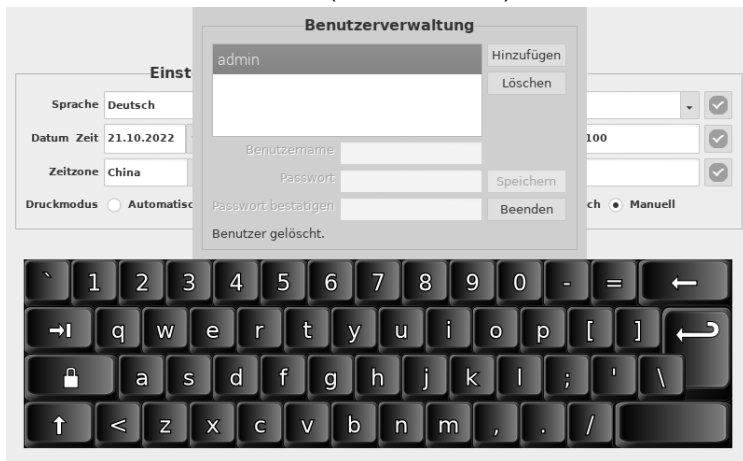 Benutzerverwaltung
admin
Hinzufügen
Löschen
Einst
Sprache Deutsch
Datum Zeit 21.10.2022
100
Benutzername
Zeitzone China
Passwort
Speichern
Druckmodus Automatisc
Passwort bestätigen
Beenden
ch Manuell
Benutzer gelöscht.
` 1 2 3 4 5 6 7 8 9 0 - = ←
q w e r t y u i o p [ ]
a s d f g h j k l ; ' \
< z x c v b n m , . /